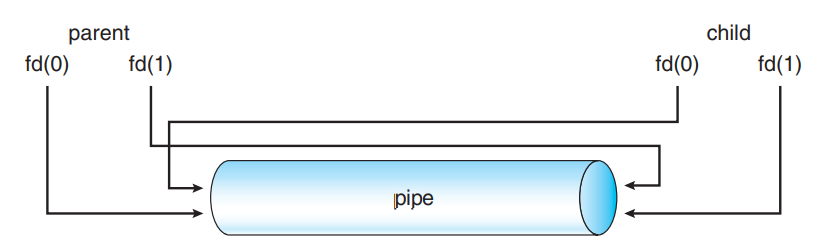 parent child
fd(0) fd(1) fd(0) fd(1)
pipe